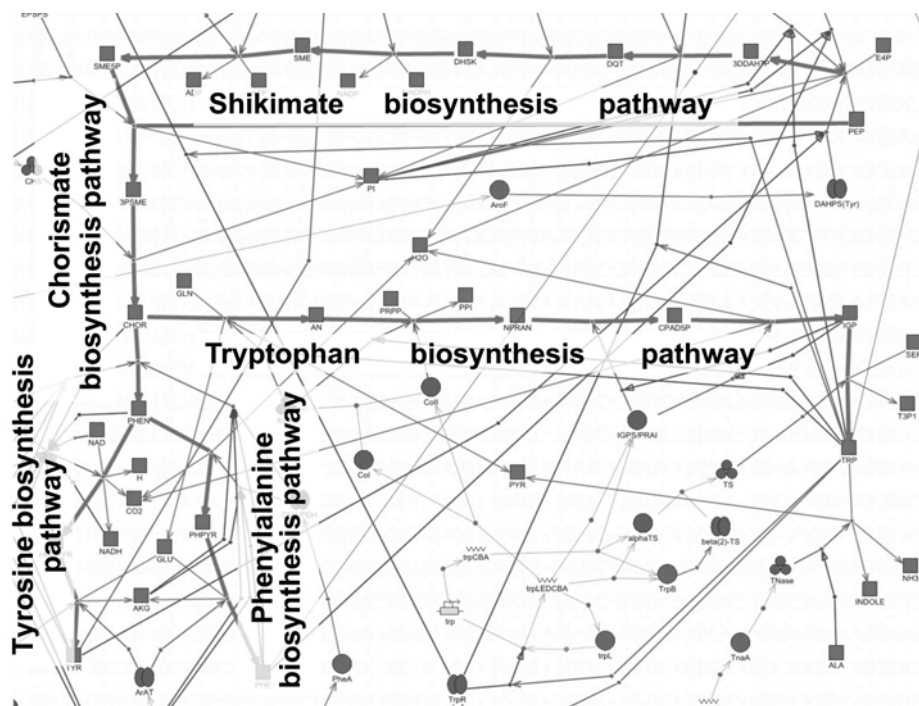 EPSPS
SME5P
SME
DHSK
DQT
3DDAH7P
E4P
ADP
NADP
NADPH
Shikimate biosynthesis pathway
PEP
Chorismate
biosynthesis pathway
3PSME
PI
AroF
DAHPS(Tyr)
H2O
GLN
PRPP
PPI
CHOR
AN
NPRAN
CPAD5P
IGP
Tryptophan biosynthesis pathway
SER
CoII
T3P1
PHEN
NAD
IGPS/PRAI
TRP
Tyrosine biosynthesis
pathway
Phenylalanine
biosynthesis pathway
H
CoI
PYR
TS
CO2
PHPYR
NADH
GLU
alphaTS
beta(2)-TS
trpCBA
trpLEDCBA
TrpB
TNase
NH3
INDOLE
AKG
trp
trpL
TnaA
ALA
TYR
PHE
PheA
ArAT
TrpR